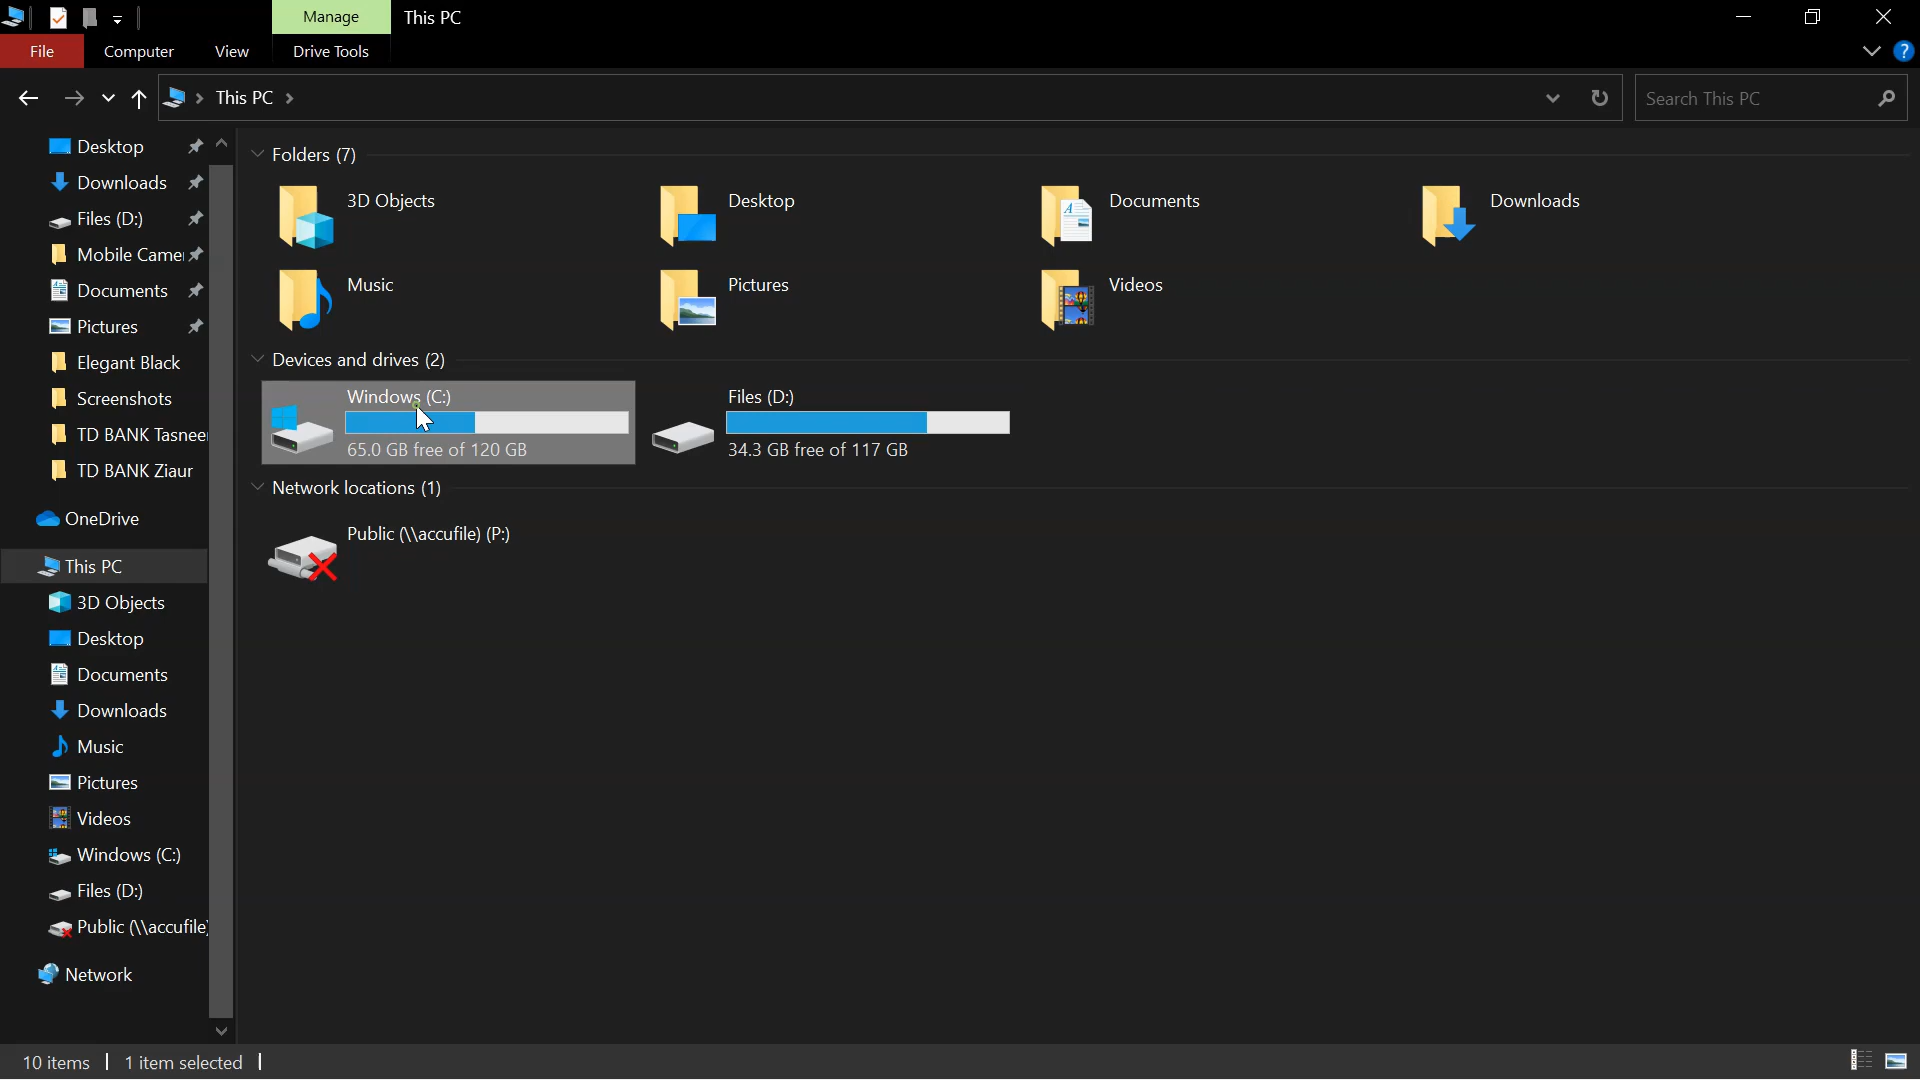 Manage
This PC
File
Computer
View
Drive Tools
This PC
Search This PC
Desktop
Downloads
Files (D:)
Mobile Camer
Documents
Pictures
Elegant Black
Screenshots
TD BANK Tasnee
TD BANK Ziaur
OneDrive
This PC
3D Objects
Desktop
Documents
Downloads
Music
Pictures
Videos
Windows (C:)
Files (D:)
Public (\\accufile)
Network
Folders (7)
3D Objects
Desktop
Documents
Downloads
Music
Pictures
Videos
Devices and drives (2)
Windows (C:)
65.0 GB free of 120 GB
Files (D:)
34.3 GB free of 117 GB
Network locations (1)
Public (\\accufile) (P:)
10 items
1 item selected